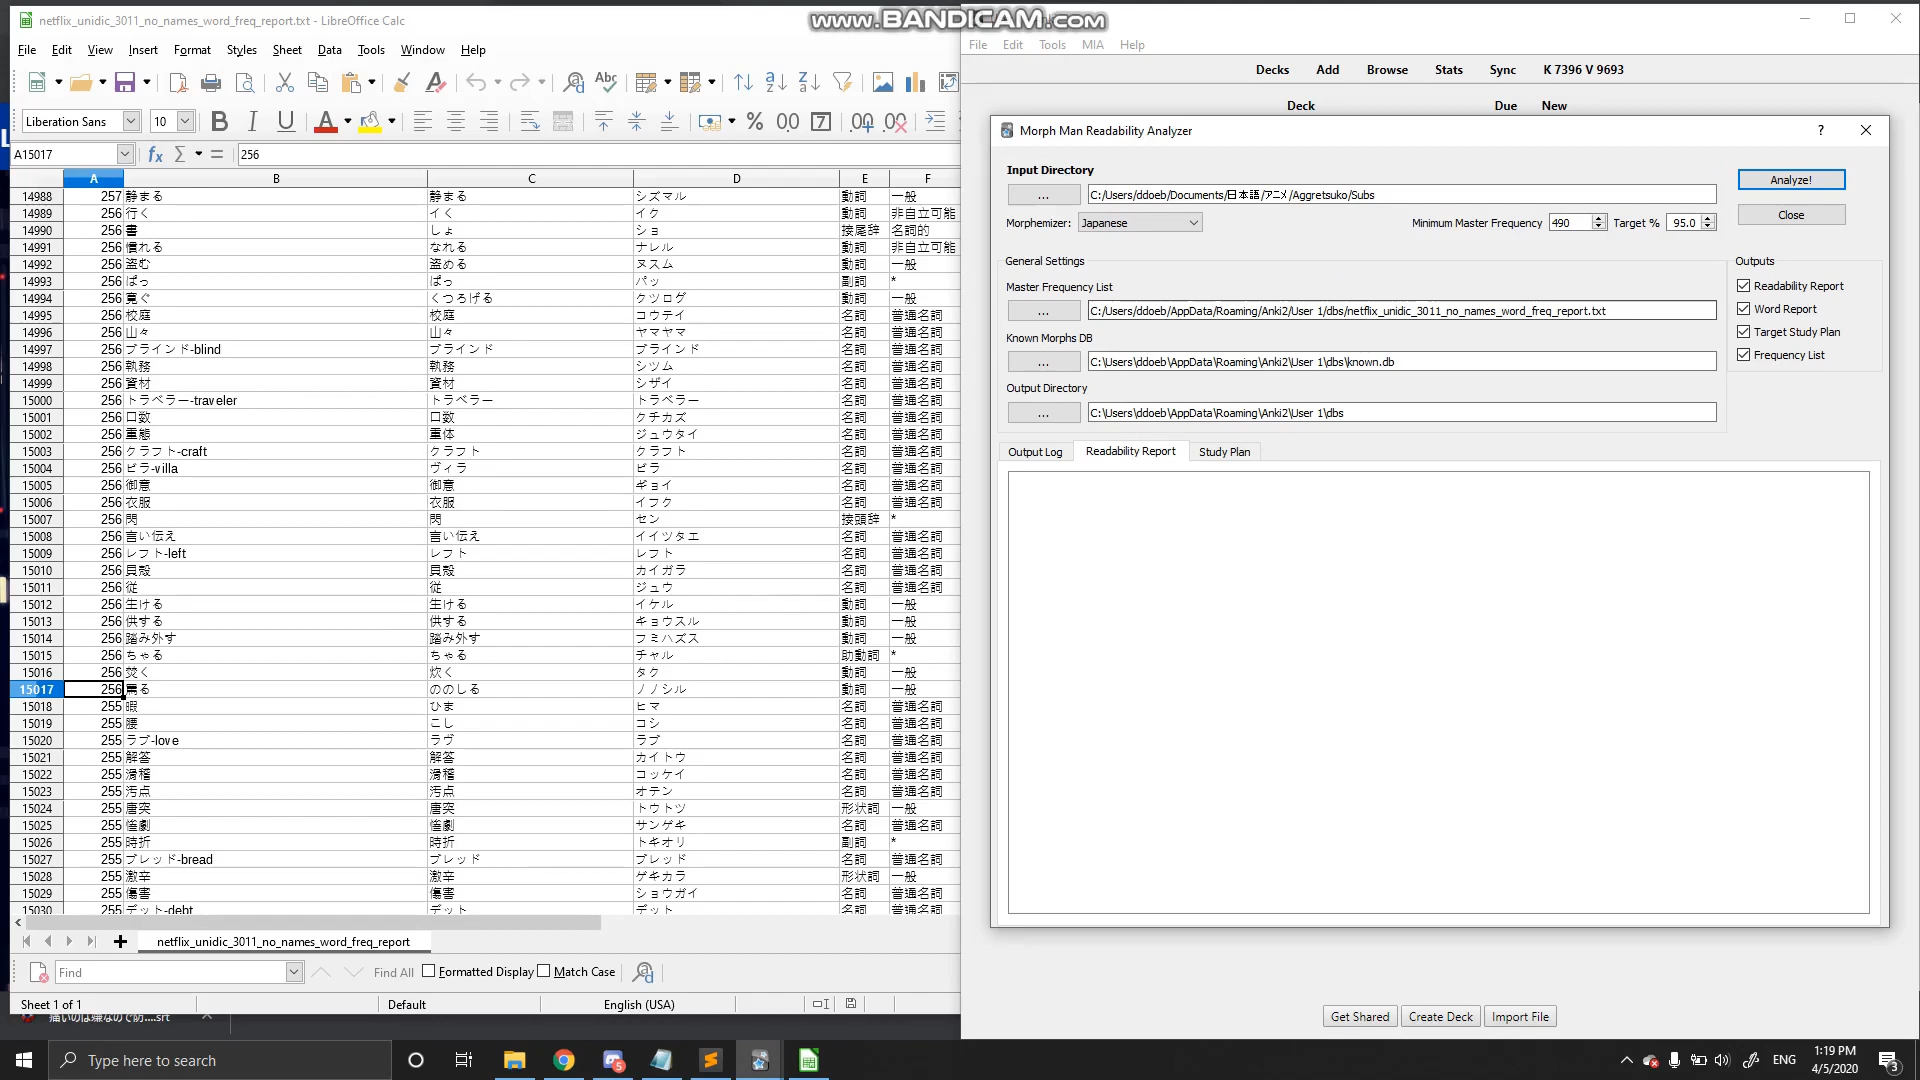 netflix_unidic_3011_no_names_word_freq_report.txt - LibreOffice Calc
www.BANDICAM.com
File Edit View Insert Format Styles Sheet Data Tools Window Help
Liberation Sans 10
A15017 256
A B C D E F
14988 257 静まる 静まる シズマル 動詞 一般
14989 256 行く イく イク 動詞 非自立可能
14990 256 書 しょ ショ 接尾辞 名詞的
14991 256 慣れる なれる ナレル 動詞 非自立可能
14992 256 盗む 盗める ヌスム 動詞 一般
14993 256 ぱっ ぱっ パッ 副詞 *
14994 256 寛ぐ くつろげる クツログ 動詞 一般
14995 256 校庭 校庭 コウテイ 名詞 普通名詞
14996 256 山々 山々 ヤマヤマ 名詞 普通名詞
14997 256 ブラインド-blind ブラインド ブラインド 名詞 普通名詞
14998 256 執務 執務 シツム 名詞 普通名詞
14999 256 資材 資材 シザイ 名詞 普通名詞
15000 256 トラベラー-traveler トラベラー トラベラー 名詞 普通名詞
15001 256 口数 口数 クチカズ 名詞 普通名詞
15002 256 重態 重体 ジュウタイ 名詞 普通名詞
15003 256 クラフト-craft クラフト クラフト 名詞 普通名詞
15004 256 ビラ-villa ヴィラ ビラ 名詞 普通名詞
15005 256 御意 御意 ギョイ 名詞 普通名詞
15006 256 衣服 衣服 イフク 名詞 普通名詞
15007 256 閃 閃 セン 接頭辞 *
15008 256 言い伝え 言い伝え イイツタエ 名詞 普通名詞
15009 256 レフト-left レフト レフト 名詞 普通名詞
15010 256 貝殻 貝殻 カイガラ 名詞 普通名詞
15011 256 従 従 ジュウ 名詞 普通名詞
15012 256 生ける 生ける イケル 動詞 一般
15013 256 供する 供する キョウスル 動詞 一般
15014 256 踏み外す 踏み外す フミハズス 動詞 一般
15015 256 ちゃる ちゃる チャル 助動詞 *
15016 256 焚く 炊く タク 動詞 一般
15017 256 罵る ののしる ノノシル 動詞 一般
15018 255 暇 ひま ヒマ 名詞 普通名詞
15019 255 腰 こし コシ 名詞 普通名詞
15020 255 ラブ-love ラヴ ラブ 名詞 普通名詞
15021 255 解答 解答 カイトウ 名詞 普通名詞
15022 255 滑稽 滑稽 コッケイ 名詞 普通名詞
15023 255 汚点 汚点 オテン 名詞 普通名詞
15024 255 唐突 唐突 トウトツ 形状詞 一般
15025 255 惨劇 惨劇 サンゲキ 名詞 普通名詞
15026 255 時折 時折 トキオリ 副詞 *
15027 255 ブレッド-bread ブレッド ブレッド 名詞 普通名詞
15028 255 激辛 激辛 ゲキカラ 形状詞 一般
15029 255 傷害 傷害 ショウガイ 名詞 普通名詞
15030 255 デット-debt デット デット 名詞 普通名詞
netflix_unidic_3011_no_names_word_freq_report
Find Find All Formatted Display Match Case
Sheet 1 of 1 Default English (USA)
痛いのは嫌なので防....srt
File Edit Tools MIA Help
Decks Add Browse Stats Sync K 7396 V 9693
Deck Due New
Morph Man Readability Analyzer ?
Input Directory
... C:/Users/ddoeb/Documents/日本語/アニメ/Aggretsuko/Subs
Analyze!
Morphemizer: Japanese Minimum Master Frequency 490 Target % 95.0
Close
General Settings
Master Frequency List
... C:/Users/ddoeb/AppData/Roaming/Anki2/User 1/dbs/netflix_unidic_3011_no_names_word_freq_report.txt
Known Morphs DB
... C:\Users\ddoeb\AppData\Roaming\Anki2\User 1\dbs\known.db
Output Directory
... C:\Users\ddoeb\AppData\Roaming\Anki2\User 1\dbs
Outputs
Readability Report
Word Report
Target Study Plan
Frequency List
Output Log Readability Report Study Plan
Get Shared Create Deck Import File
Type here to search
5
ENG
1:19 PM
4/5/2020
3